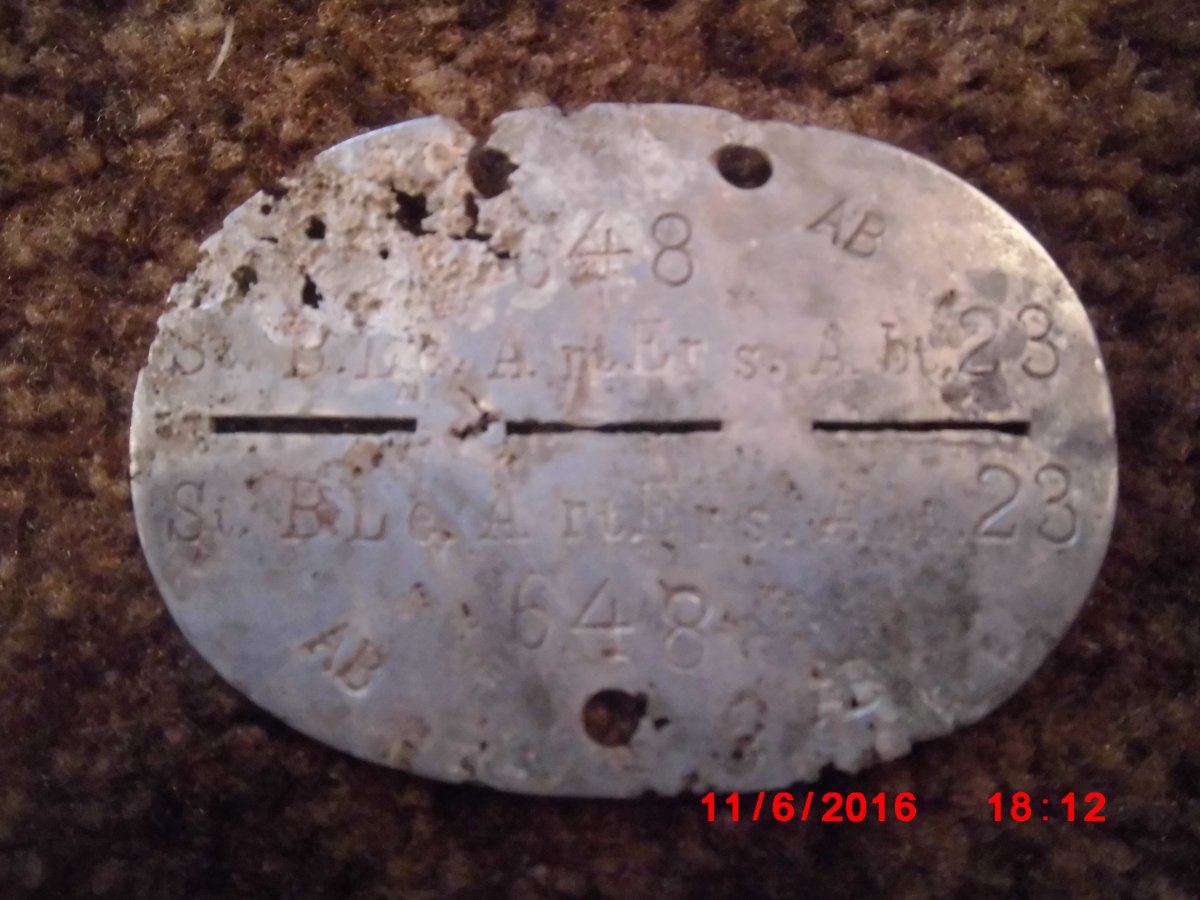 648 AB
St. B.Le. Art.Ers. Abt. 23
St. B.Le. Art.Ers. Abt. 23
648
AB
11/6/2016 18:12